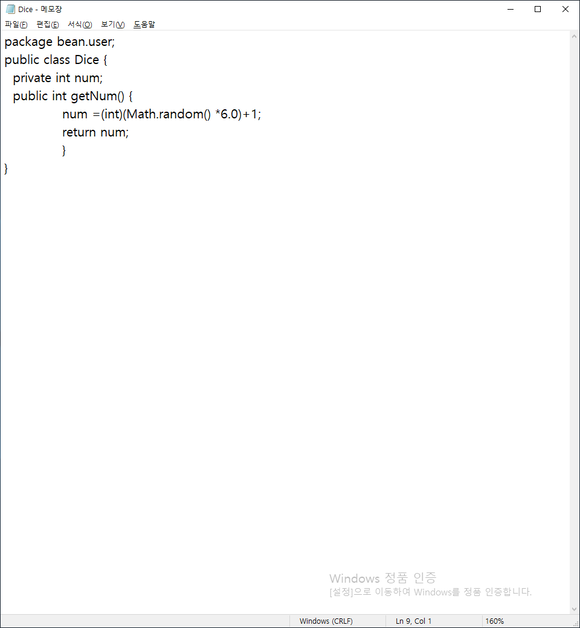 Dice - 메모장
파일(F) 편집(E) 서식(O) 보기(V) 도움말
package bean.user;
public class Dice {
private int num;
public int getNum() {
num =(int)(Math.random() *6.0)+1;
return num;
}
}
Windows 정품 인증
[설정]으로 이동하여 Windows를 정품 인증합니다.
Windows (CRLF) Ln 9, Col 1 160%